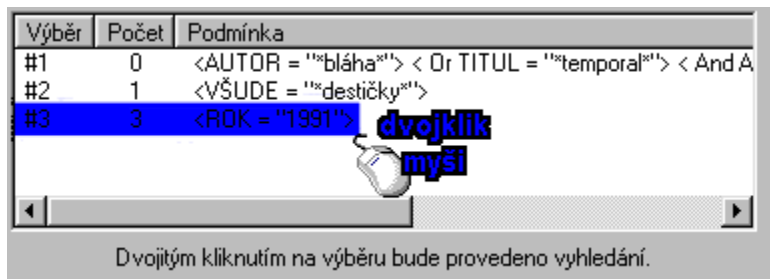 Výběr Počet Podmínka
#1 0 <AUTOR = "*bláha*"> < Or TITUL = "*temporal*"> < And A
#2 1 <VŠUDE = "destičky*">
#3 3 <ROK = "1991"> dvojklik
myši
Dvojitým kliknutím na výběru bude provedeno vyhledání.